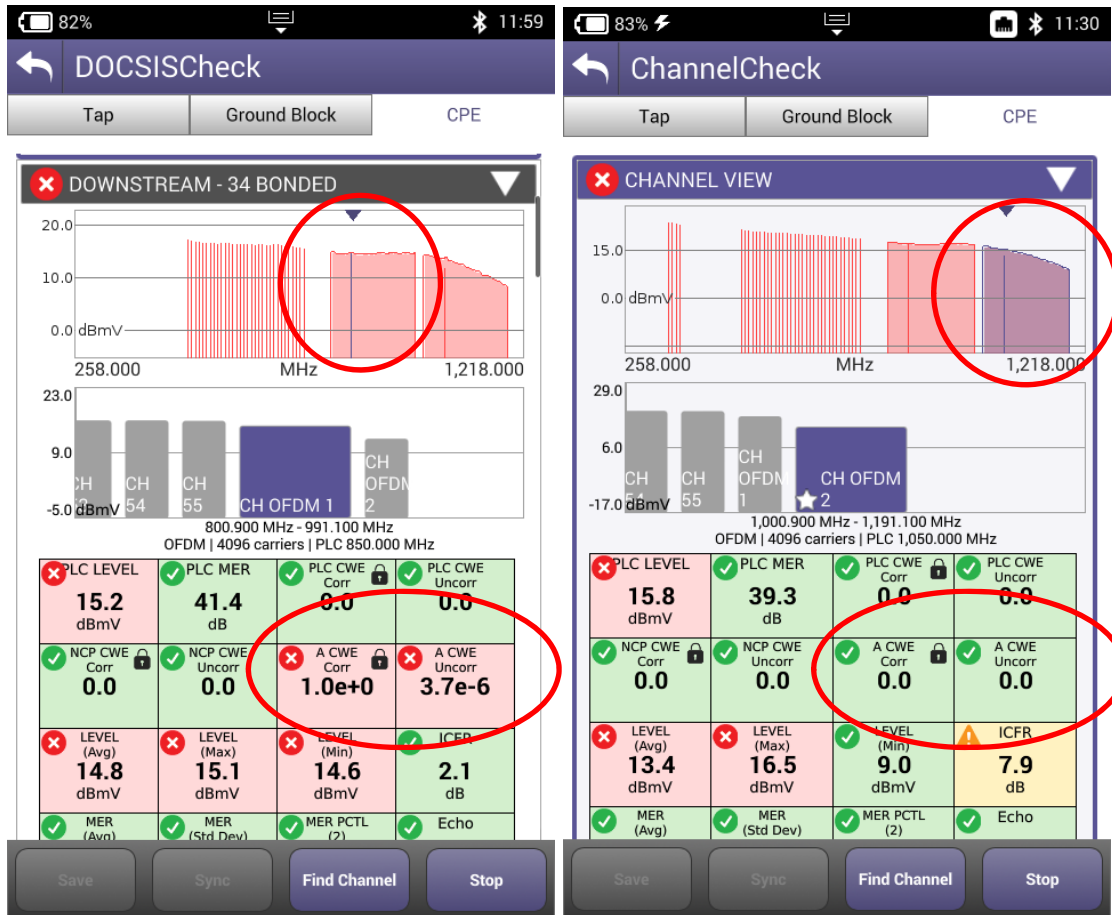 82%
11:59
DOCSISCheck
Tap
Ground Block
CPE
DOWNSTREAM - 34 BONDED
20.0
10.0
0.0 dBmV
258.000
MHz
1,218.000
23.0
9.0
-5.0 dBmV
CH
CH
54
CH
55
CH OFDM 1
CH
OFDM
2
800.900 MHz - 991.100 MHz
OFDM | 4096 carriers | PLC 850.000 MHz
PLC LEVEL
15.2
dBmV
PLC MER
41.4
dB
PLC CWE
Corr
0.0
PLC CWE
Uncorr
0.0
NCP CWE
Corr
0.0
NCP CWE
Uncorr
0.0
A CWE
Corr
1.0e+0
A CWE
Uncorr
3.7e-6
LEVEL
(Avg)
14.8
dBmV
LEVEL
(Max)
15.1
dBmV
LEVEL
(Min)
14.6
dBmV
ICFR
2.1
dB
MER
(Avg)
MER
(Std Dev)
MER PCTL
(2)
Echo
Save
Sync
Find Channel
Stop
83%
11:30
ChannelCheck
Tap
Ground Block
CPE
CHANNEL VIEW
15.0
0.0 dBmV
258.000
MHz
1,218.000
29.0
6.0
-17.0 dBmV
CH
54
CH
55
CH
OFDM
1
CH OFDM
2
1,000.900 MHz - 1,191.100 MHz
OFDM | 4096 carriers | PLC 1,050.000 MHz
PLC LEVEL
15.8
dBmV
PLC MER
39.3
dB
PLC CWE
Corr
0.0
PLC CWE
Uncorr
0.0
NCP CWE
Corr
0.0
NCP CWE
Uncorr
0.0
A CWE
Corr
0.0
A CWE
Uncorr
0.0
LEVEL
(Avg)
13.4
dBmV
LEVEL
(Max)
16.5
dBmV
LEVEL
(Min)
9.0
dBmV
ICFR
7.9
dB
MER
(Avg)
MER
(Std Dev)
MER PCTL
(2)
Echo
Save
Sync
Find Channel
Stop